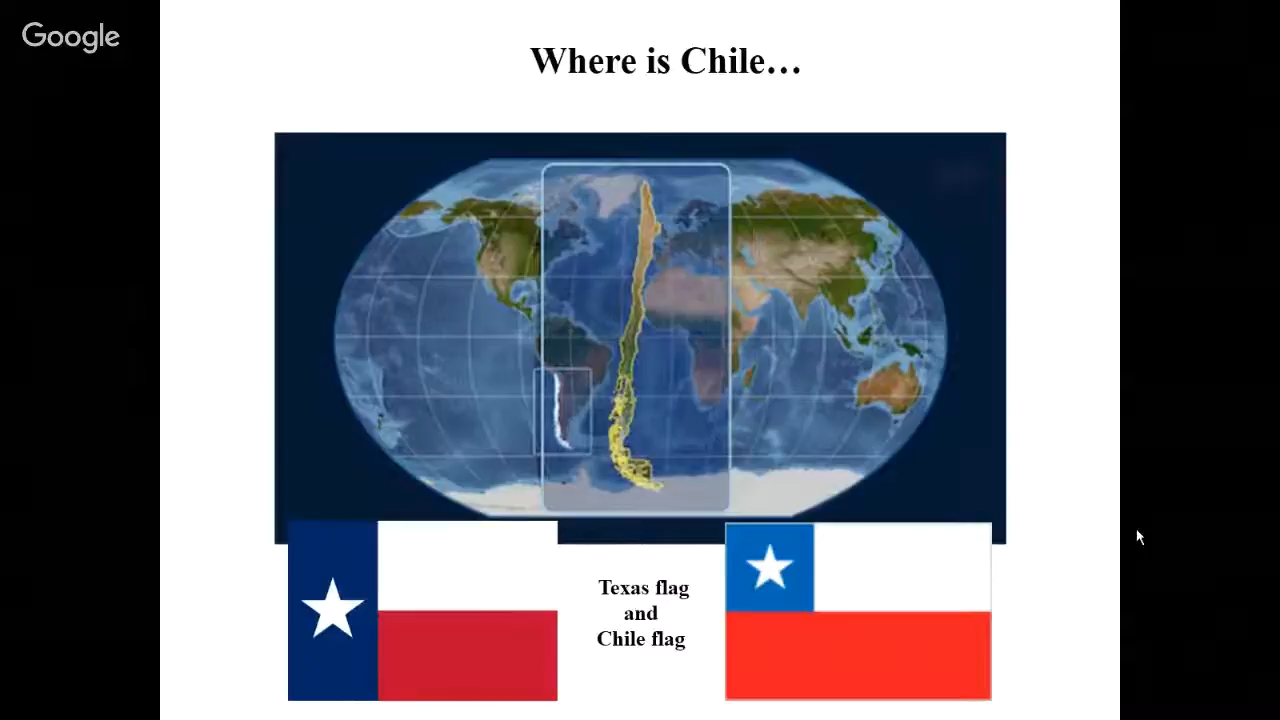 Google
Where is Chile…
Texas flag
and
Chile flag